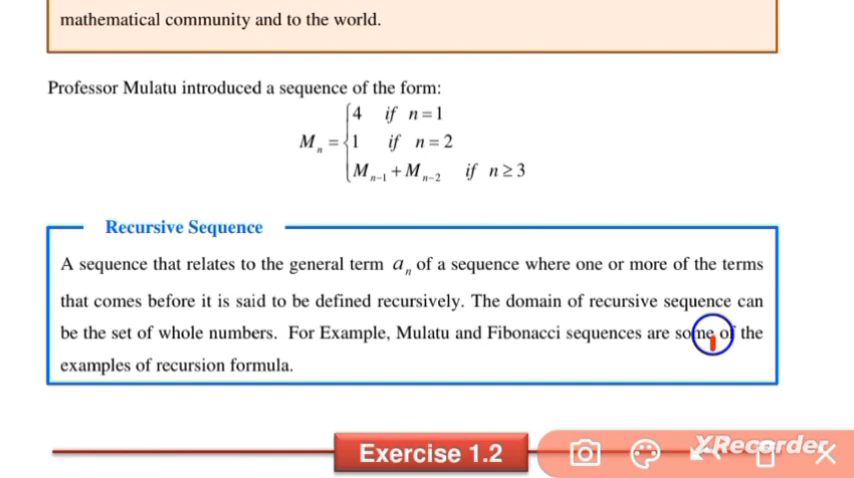 mathematical community and to the world.
Professor Mulatu introduced a sequence of the form:
4 if n = 1
M_n = { 1 if n = 2
M_{n-1} + M_{n-2} if n ≥ 3
Recursive Sequence
A sequence that relates to the general term a_n of a sequence where one or more of the terms
that comes before it is said to be defined recursively. The domain of recursive sequence can
be the set of whole numbers. For Example, Mulatu and Fibonacci sequences are some of the
examples of recursion formula.
Exercise 1.2
XRecorder